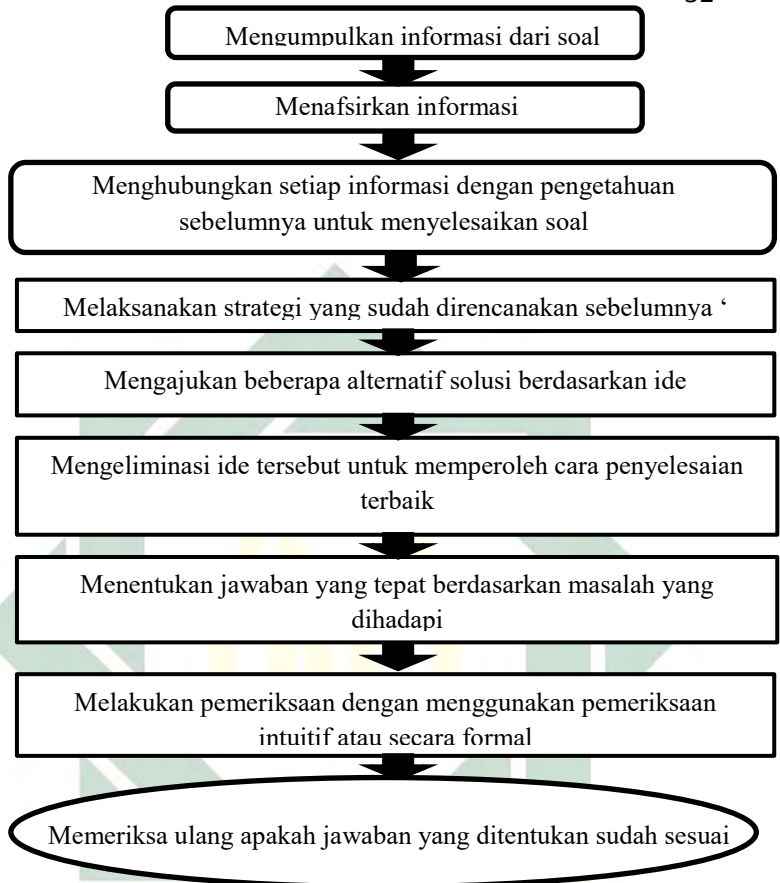 Mengumpulkan informasi dari soal
Menafsirkan informasi
Menghubungkan setiap informasi dengan pengetahuan
sebelumnya untuk menyelesaikan soal
Melaksanakan strategi yang sudah direncanakan sebelumnya ‘
Mengajukan beberapa alternatif solusi berdasarkan ide
Mengeliminasi ide tersebut untuk memperoleh cara penyelesaian
terbaik
Menentukan jawaban yang tepat berdasarkan masalah yang
dihadapi
Melakukan pemeriksaan dengan menggunakan pemeriksaan
intuitif atau secara formal
Memeriksa ulang apakah jawaban yang ditentukan sudah sesuai